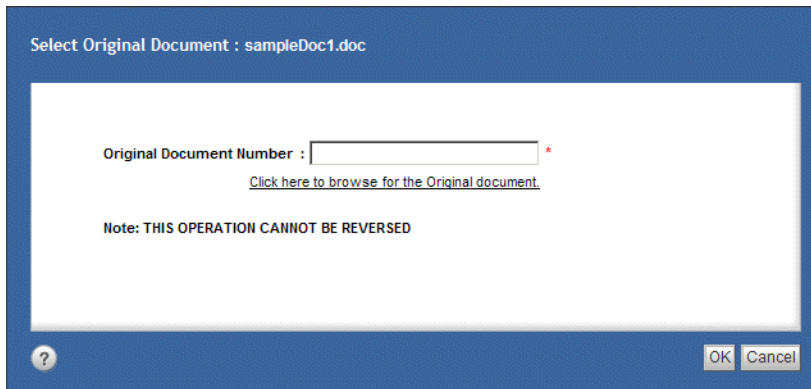 Select Original Document : sampleDoc1.doc
Original Document Number : *
Click here to browse for the Original document.
Note: THIS OPERATION CANNOT BE REVERSED
? OK Cancel